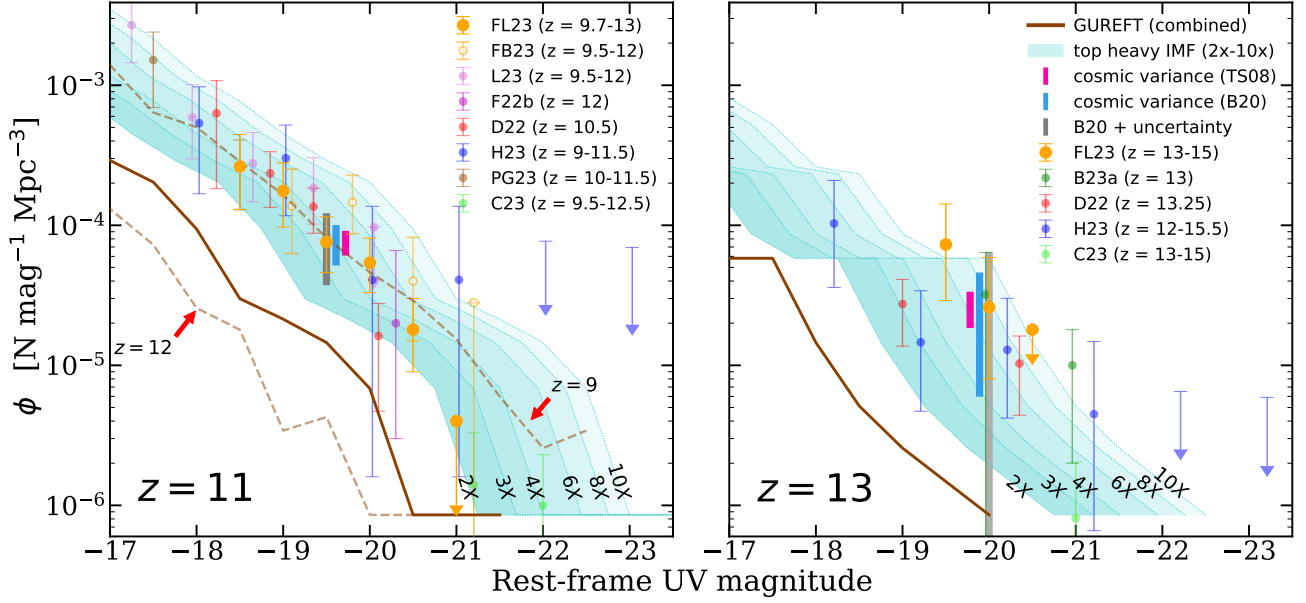 FL23 (z = 9.7-13)
FB23 (z = 9.5-12)
L23 (z = 9.5-12)
F22b (z = 12)
D22 (z = 10.5)
H23 (z = 9-11.5)
PG23 (z = 10-11.5)
C23 (z = 9.5-12.5)
GUREFT (combined)
top heavy IMF (2x-10x)
cosmic variance (TS08)
cosmic variance (B20)
B20 + uncertainty
FL23 (z = 13-15)
B23a (z = 13)
D22 (z = 13.25)
H23 (z = 12-15.5)
C23 (z = 13-15)
10⁻³
10⁻⁴
10⁻⁵
10⁻⁶
ϕ [N mag⁻¹ Mpc⁻³]
z = 12
z = 9
z = 11
2X
3X
4X
6X
8X
10X
z = 13
2X
3X
4X
6X
8X
10X
−17
−18
−19
−20
−21
−22
−23
−17
−18
−19
−20
−21
−22
−23
Rest-frame UV magnitude